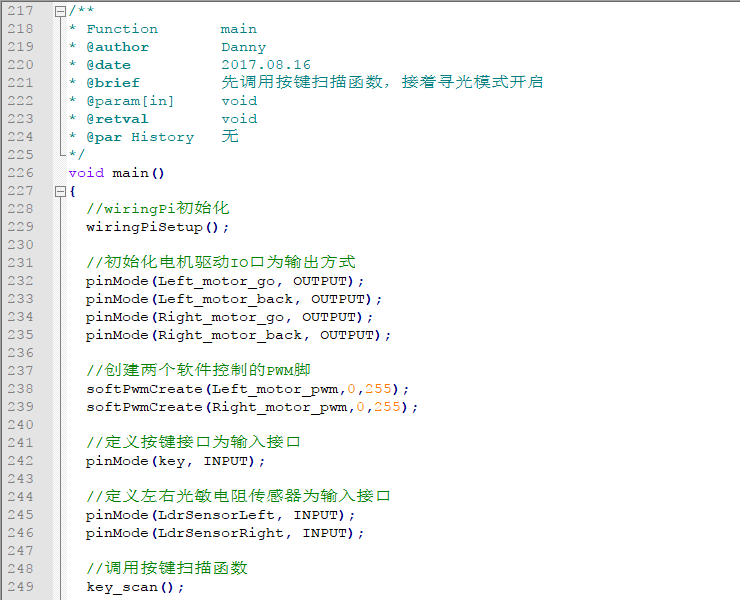 217 /**
218 * Function main
219 * @author Danny
220 * @date 2017.08.16
221 * @brief 先调用按键扫描函数，接着寻光模式开启
222 * @param[in] void
223 * @retval void
224 * @par History 无
225 */
226 void main()
227 {
228 //wiringPi初始化
229 wiringPiSetup();
230
231 //初始化电机驱动IO口为输出方式
232 pinMode(Left_motor_go, OUTPUT);
233 pinMode(Left_motor_back, OUTPUT);
234 pinMode(Right_motor_go, OUTPUT);
235 pinMode(Right_motor_back, OUTPUT);
236
237 //创建两个软件控制的PWM脚
238 softPwmCreate(Left_motor_pwm,0,255);
239 softPwmCreate(Right_motor_pwm,0,255);
240
241 //定义按键接口为输入接口
242 pinMode(key, INPUT);
243
244 //定义左右光敏电阻传感器为输入接口
245 pinMode(LdrSensorLeft, INPUT);
246 pinMode(LdrSensorRight, INPUT);
247
248 //调用按键扫描函数
249 key_scan();